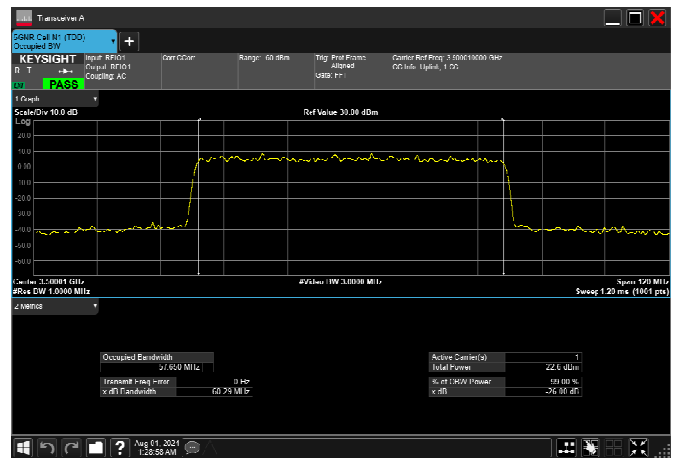 Transceiver A
5GNR Cell N1 (TDD)
Occupied BW
KEYSIGHT
R T
PASS
Input: RFIO1
Output: RFIO1
Coupling: AC
Corr CCorr
Range: 60 dBm
Trig: Prot Frame
Aligned
Gate: FFT
Carrier Ref Freq: 3.500010000 GHz
CC Info: Uplink, 1 CC
1 Graph
Scale/Div 10.0 dB
Ref Value 30.00 dBm
Log
20.0
10.0
0.00
-10.0
-20.0
-30.0
-40.0
-50.0
-60.0
Center 3.50001 GHz
#Video BW 3.0000 MHz
Span 120 MHz
#Res BW 1.0000 MHz
Sweep 1.20 ms (1001 pts)
2 Metrics
Occupied Bandwidth
57.650 MHz
Transmit Freq Error
0 Hz
x dB Bandwidth
60.29 MHz
Active Carrier(s)
1
Total Power
22.6 dBm
% of OBW Power
99.00 %
x dB
-26.00 dB
?
Aug 01, 2024
1:28:58 AM